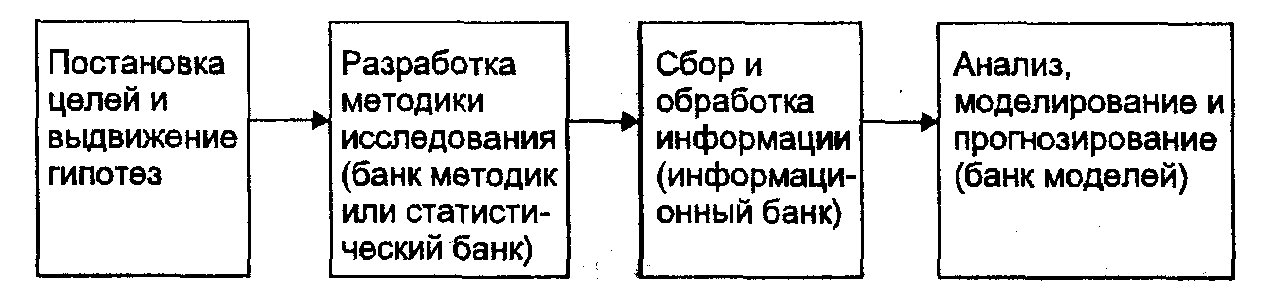 Постановка
целей и
выдвижение
гипотез
Разработка
методики
исследования
(банк методик
или статисти-
ческий банк)
Сбор и
обработка
информации
(информаци-
онный банк)
Анализ,
моделирование и
прогнозирование
(банк моделей)